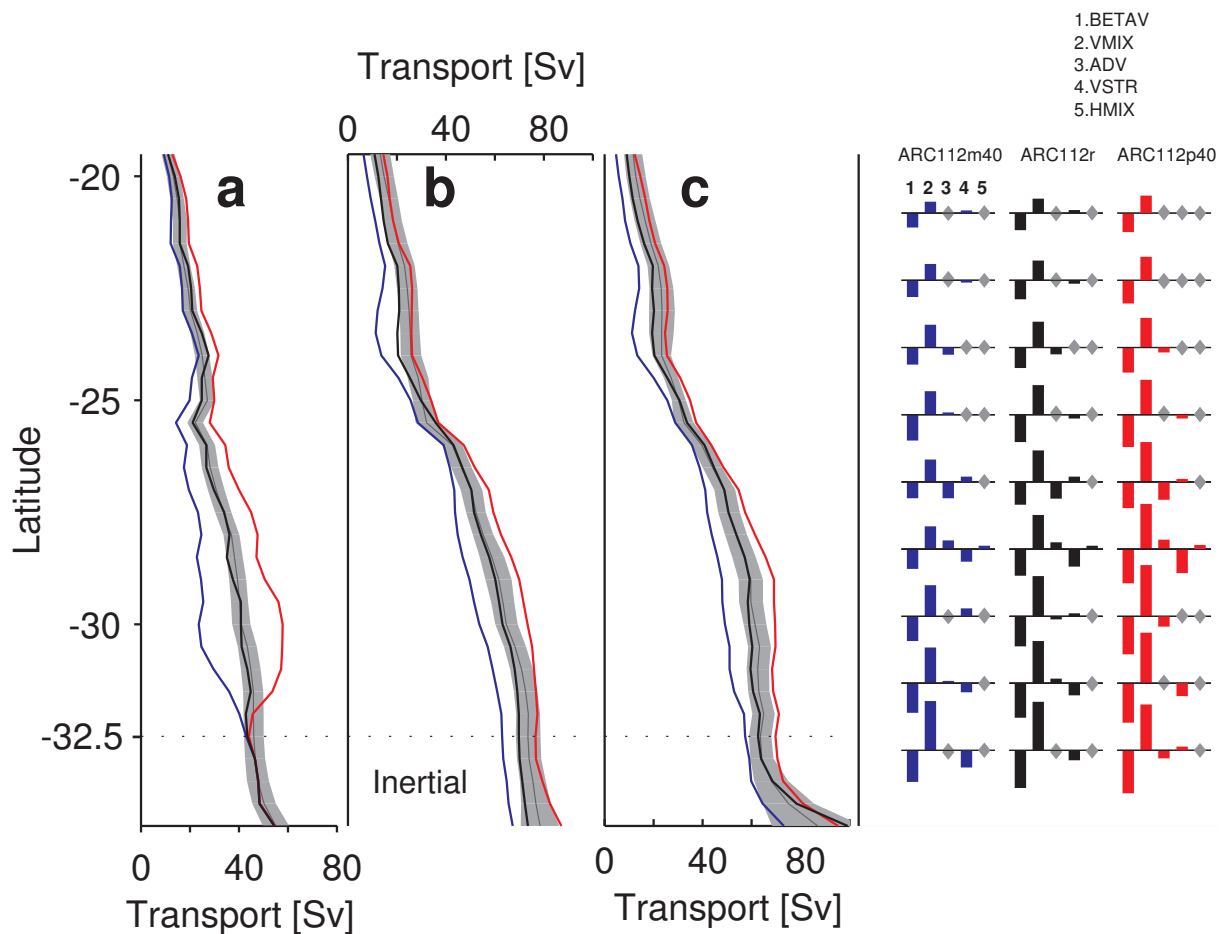 1.BETAV
2.VMIX
3.ADV
4.VSTR
5.HMIX
Transport [Sv]
0 40 80
ARC112m40 ARC112r ARC112p40
1 2 3 4 5
a b c
-20
-25
-30
-32.5
Latitude
Inertial
0 40 80
0 40 80
Transport [Sv]
Transport [Sv]